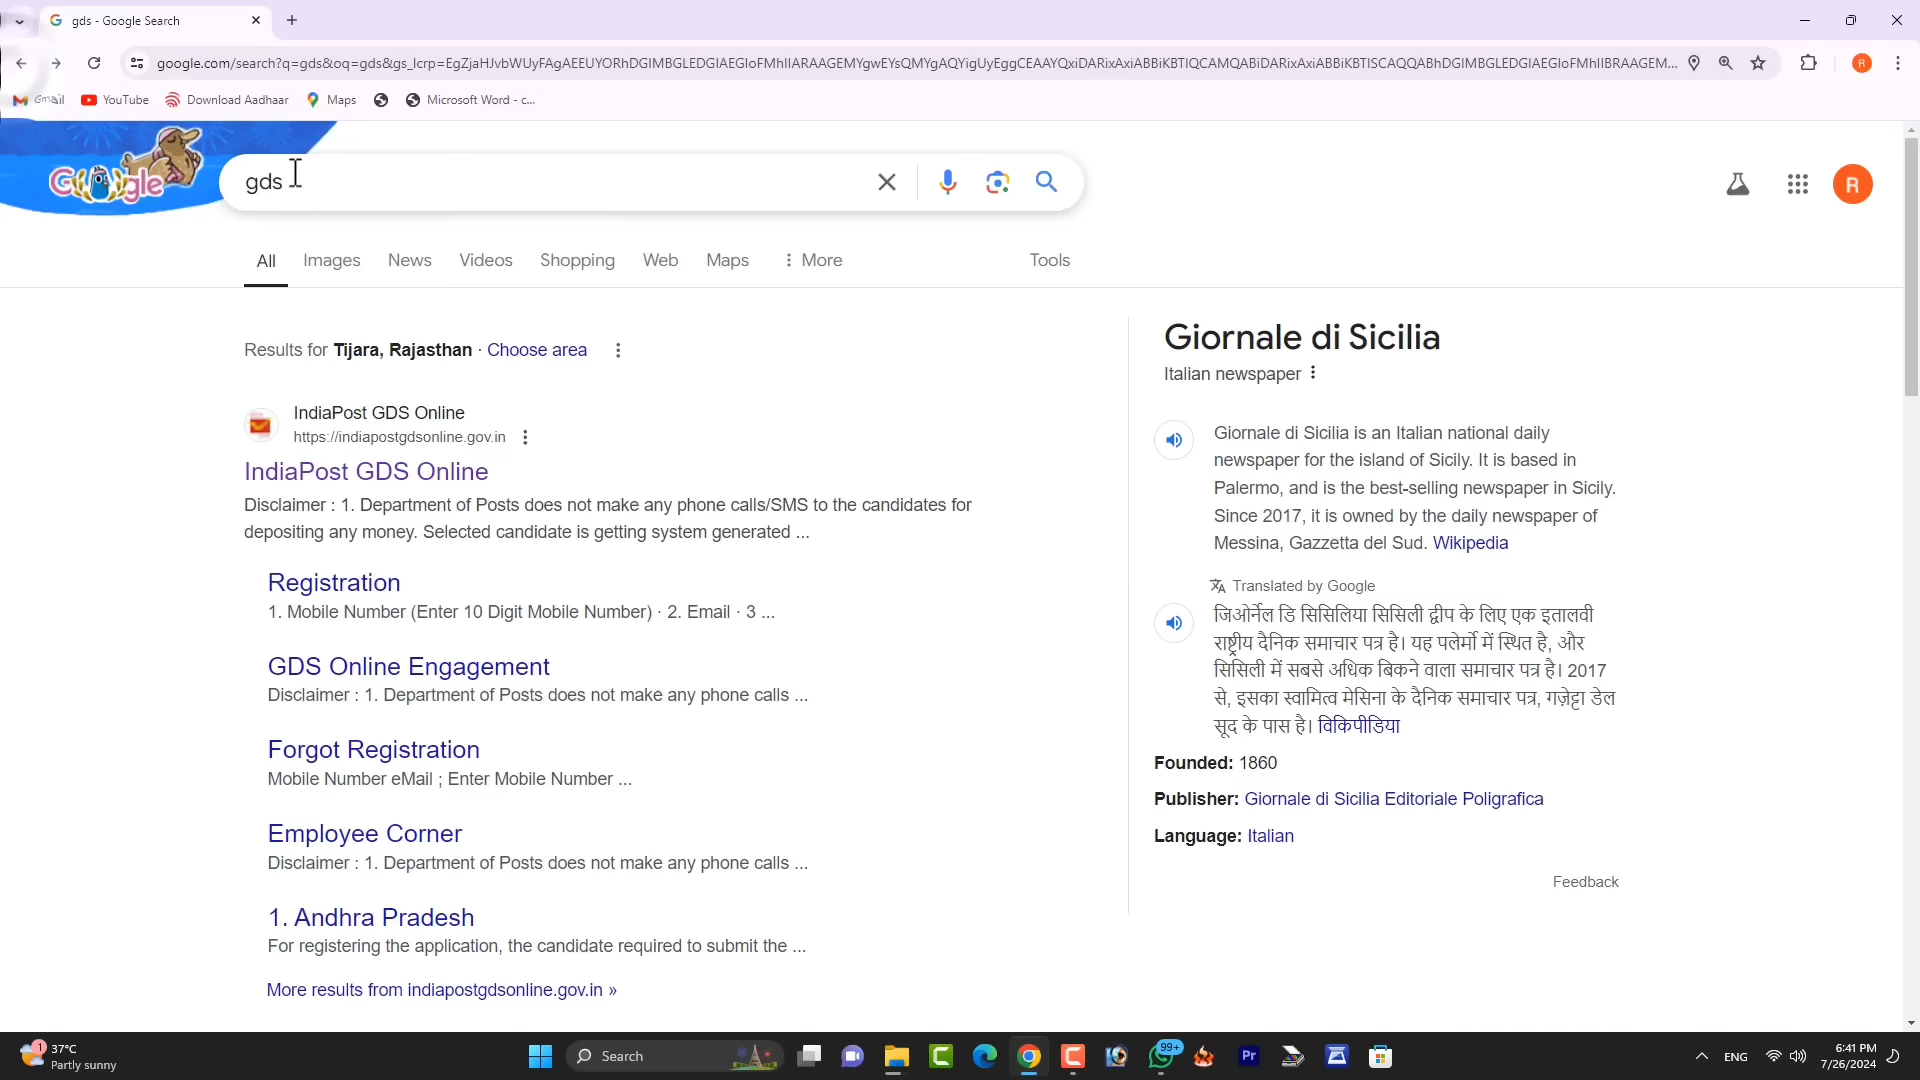 gds - Google Search
google.com/search?q=gds&oq=gds&gs_lcrp=EgZjaHJvbWUyFAgAEEUYORhDGIMBGLEDGIAEGIoFMhIIARAAGEMYgwEYsQMYgAQYigUyEggCEAAYQxiDARixAxiABBiKBTIQCAMQABiDARixAxiABBiKBTISCAQQABhDGIMBGLEDGIAEGIoFMhIIBRAAGEM...
R
Gmail
YouTube
Download Aadhaar
Maps
Microsoft Word - c...
Google
gds
R
All
Images
News
Videos
Shopping
Web
Maps
More
Tools
Results for Tijara, Rajasthan · Choose area
IndiaPost GDS Online
https://indiapostgdsonline.gov.in
IndiaPost GDS Online
Disclaimer : 1. Department of Posts does not make any phone calls/SMS to the candidates for
depositing any money. Selected candidate is getting system generated ...
Registration
1. Mobile Number (Enter 10 Digit Mobile Number) · 2. Email · 3 ...
GDS Online Engagement
Disclaimer : 1. Department of Posts does not make any phone calls ...
Forgot Registration
Mobile Number eMail ; Enter Mobile Number ...
Employee Corner
Disclaimer : 1. Department of Posts does not make any phone calls ...
1. Andhra Pradesh
For registering the application, the candidate required to submit the ...
More results from indiapostgdsonline.gov.in »
Giornale di Sicilia
Italian newspaper
Giornale di Sicilia is an Italian national daily
newspaper for the island of Sicily. It is based in
Palermo, and is the best-selling newspaper in Sicily.
Since 2017, it is owned by the daily newspaper of
Messina, Gazzetta del Sud. Wikipedia
Translated by Google
जिओर्नेल डि सिसिलिया सिसिली द्वीप के लिए एक इतालवी
राष्ट्रीय दैनिक समाचार पत्र है। यह पलेर्मो में स्थित है, और
सिसिली में सबसे अधिक बिकने वाला समाचार पत्र है। 2017
से, इसका स्वामित्व मेसिना के दैनिक समाचार पत्र, गज़ेट्टा डेल
सूद के पास है। विकिपीडिया
Founded: 1860
Publisher: Giornale di Sicilia Editoriale Poligrafica
Language: Italian
Feedback
1
37°C
Partly sunny
Search
99+
Pr
ENG
6:41 PM
7/26/2024